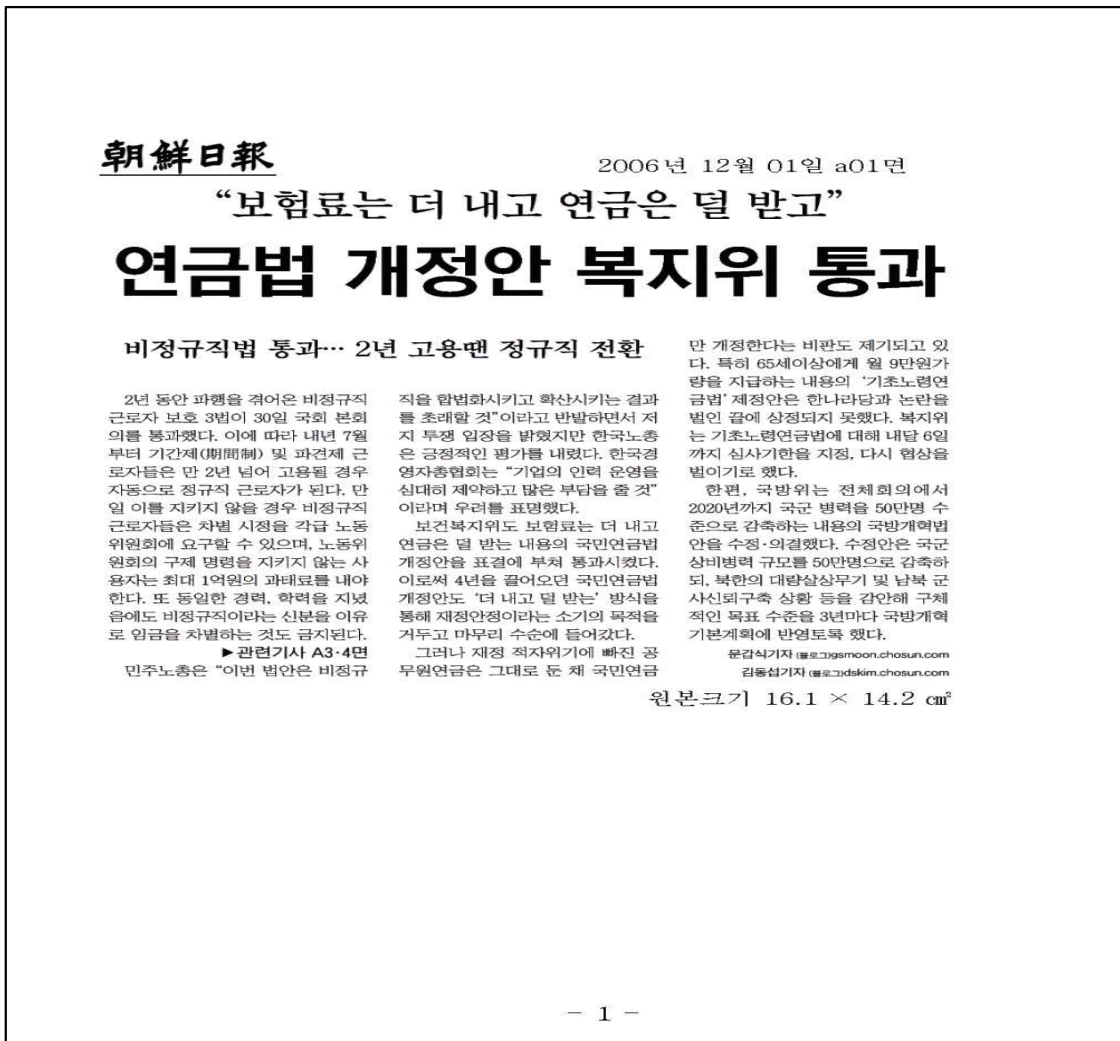 朝鮮日報
2006년 12월 01일 a01면
“보험료는 더 내고 연금은 덜 받고”
연금법 개정안 복지위 통과
비정규직법 통과… 2년 고용땐 정규직 전환
2년 동안 파행을 겪어온 비정규직
근로자 보호 3법이 30일 국회 본회
의를 통과했다. 이에 따라 내년 7월
부터 기간제(期間制) 및 파견제 근
로자들은 만 2년 넘어 고용될 경우
자동으로 정규직 근로자가 된다. 만
일 이를 지키지 않을 경우 비정규직
근로자들은 차별 시정을 각급 노동
위원회에 요구할 수 있으며, 노동위
원회의 구제 명령을 지키지 않는 사
용자는 최대 1억원의 과태료를 내야
한다. 또 동일한 경력, 학력을 지녔
음에도 비정규직이라는 신분을 이유
로 임금을 차별하는 것도 금지된다.
▶관련기사 A3·4면
민주노총은 “이번 법안은 비정규
직을 합법화시키고 확산시키는 결과
를 초래할 것”이라고 반발하면서 저
지 투쟁 입장을 밝혔지만 한국노총
은 긍정적인 평가를 내렸다. 한국경
영자총협회는 “기업의 인력 운영을
심대히 제약하고 많은 부담을 줄 것”
이라며 우려를 표명했다.
보건복지위도 보험료는 더 내고
연금은 덜 받는 내용의 국민연금법
개정안을 표결에 부쳐 통과시켰다.
이로써 4년을 끌어오던 국민연금법
개정안도 ‘더 내고 덜 받는’ 방식을
통해 재정안정이라는 소기의 목적을
거두고 마무리 수순에 들어갔다.
그러나 재정 적자위기에 빠진 공
무원연금은 그대로 둔 채 국민연금
만 개정한다는 비판도 제기되고 있
다. 특히 65세이상에게 월 9만원가
량을 지급하는 내용의 ‘기초노령연
금법’ 제정안은 한나라당과 논란을
벌인 끝에 상정되지 못했다. 복지위
는 기초노령연금법에 대해 내달 6일
까지 심사기한을 지정, 다시 협상을
벌이기로 했다.
한편, 국방위는 전체회의에서
2020년까지 국군 병력을 50만명 수
준으로 감축하는 내용의 국방개혁법
안을 수정·의결했다. 수정안은 국군
상비병력 규모를 50만명으로 감축하
되, 북한의 대량살상무기 및 남북 군
사신뢰구축 상황 등을 감안해 구체
적인 목표 수준을 3년마다 국방개혁
기본계획에 반영토록 했다.
문갑식기자 (블로그)gsmoon.chosun.com
김동섭기자 (블로그)dskim.chosun.com
원본크기 16.1 × 14.2 ㎠
- 1 -